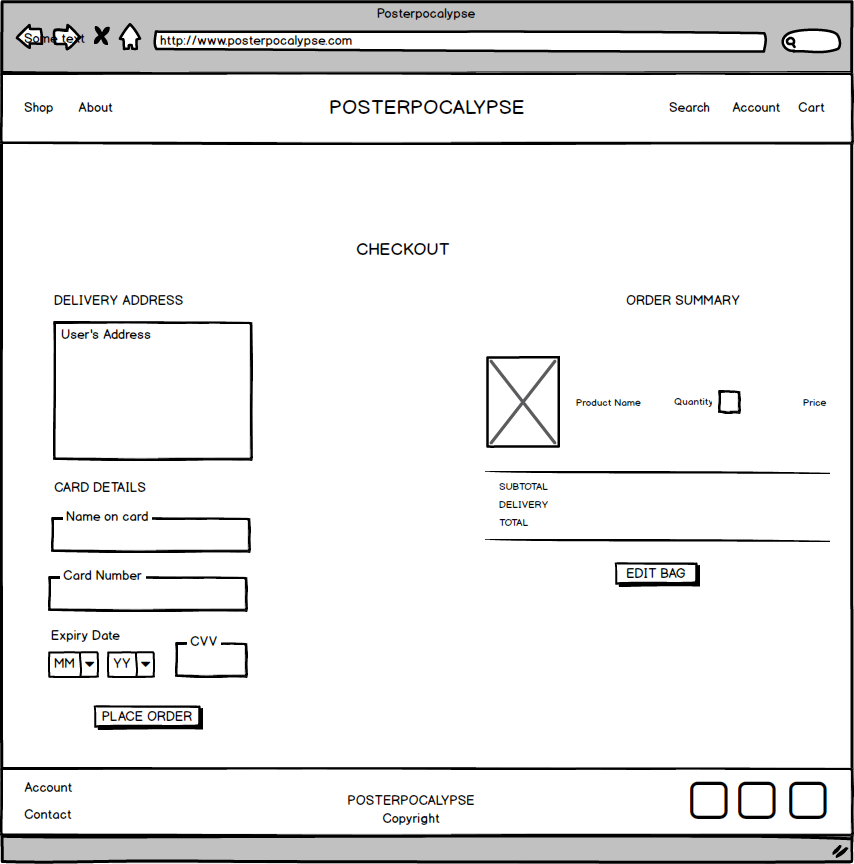 Posterpocalypse
Some text
http://www.posterpocalypse.com
Shop About POSTERPOCALYPSE Search Account Cart
CHECKOUT
DELIVERY ADDRESS
User's Address
CARD DETAILS
Name on card
Card Number
Expiry Date
CVV
MM YY
PLACE ORDER
ORDER SUMMARY
Product Name Quantity Price
SUBTOTAL
DELIVERY
TOTAL
EDIT BAG
Account
Contact
POSTERPOCALYPSE
Copyright